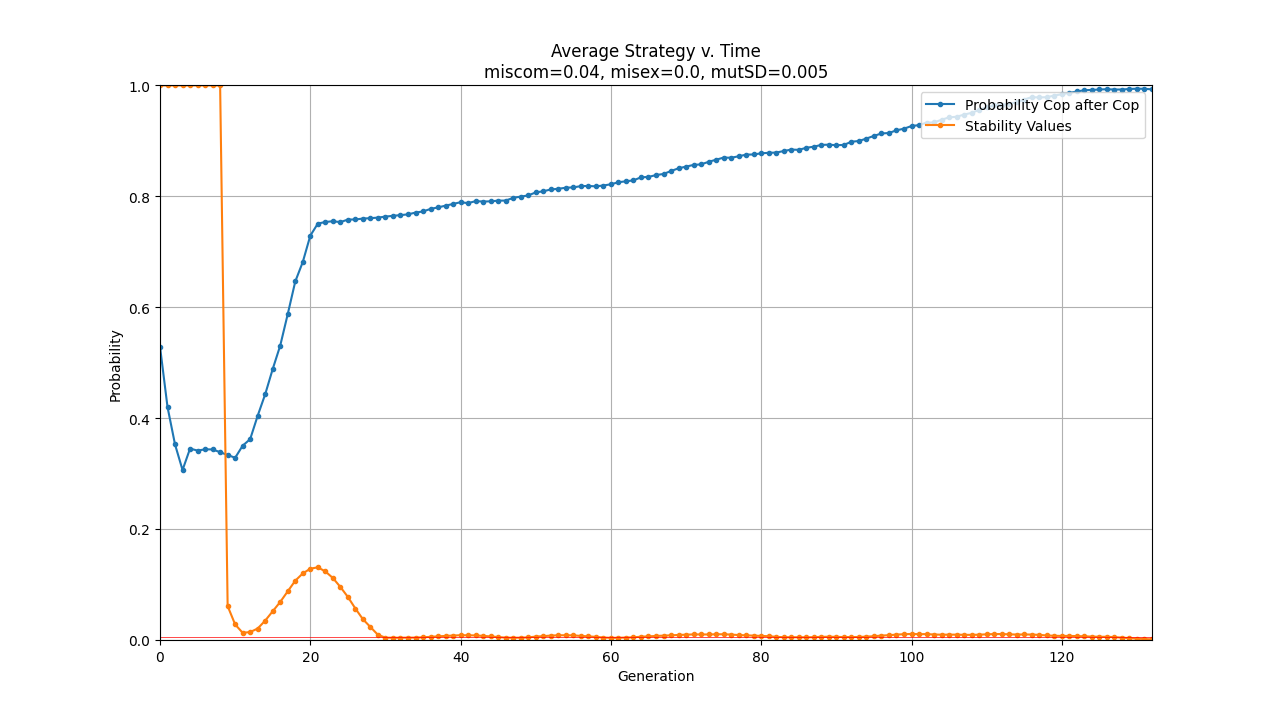 Average Strategy v. Time
miscom=0.04, misex=0.0, mutSD=0.005
Probability Cop after Cop
Stability Values
Probability
1.0
0.8
0.6
0.4
0.2
0.0
0 20 40 60 80 100 120
Generation